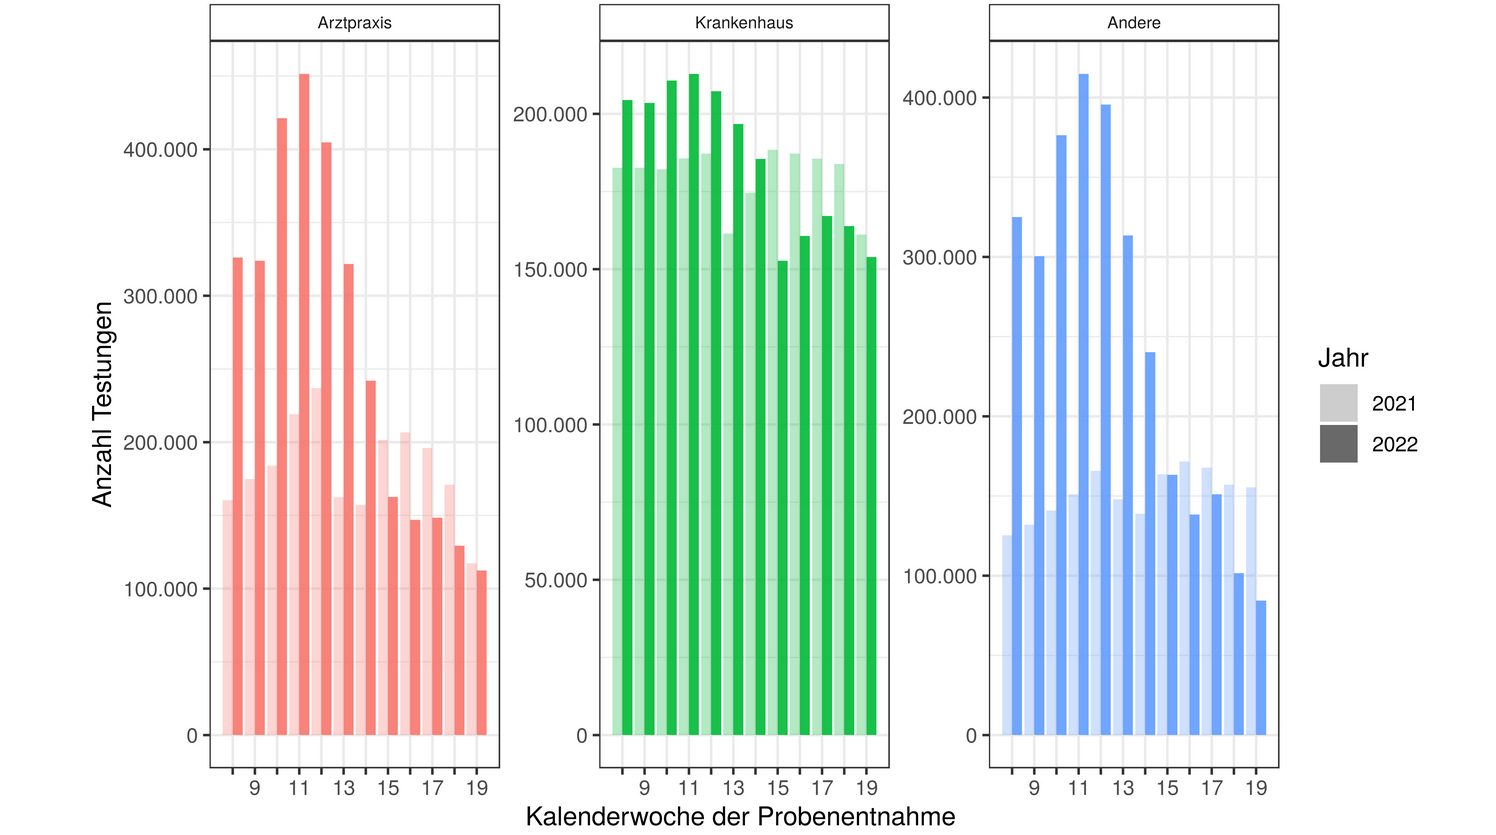 Arztpraxis
Krankenhaus
Andere
Anzahl Testungen
400.000
300.000
200.000
100.000
0
200.000
150.000
100.000
50.000
0
400.000
300.000
200.000
100.000
0
9 11 13 15 17 19
9 11 13 15 17 19
9 11 13 15 17 19
Kalenderwoche der Probenentnahme
Jahr
2021
2022